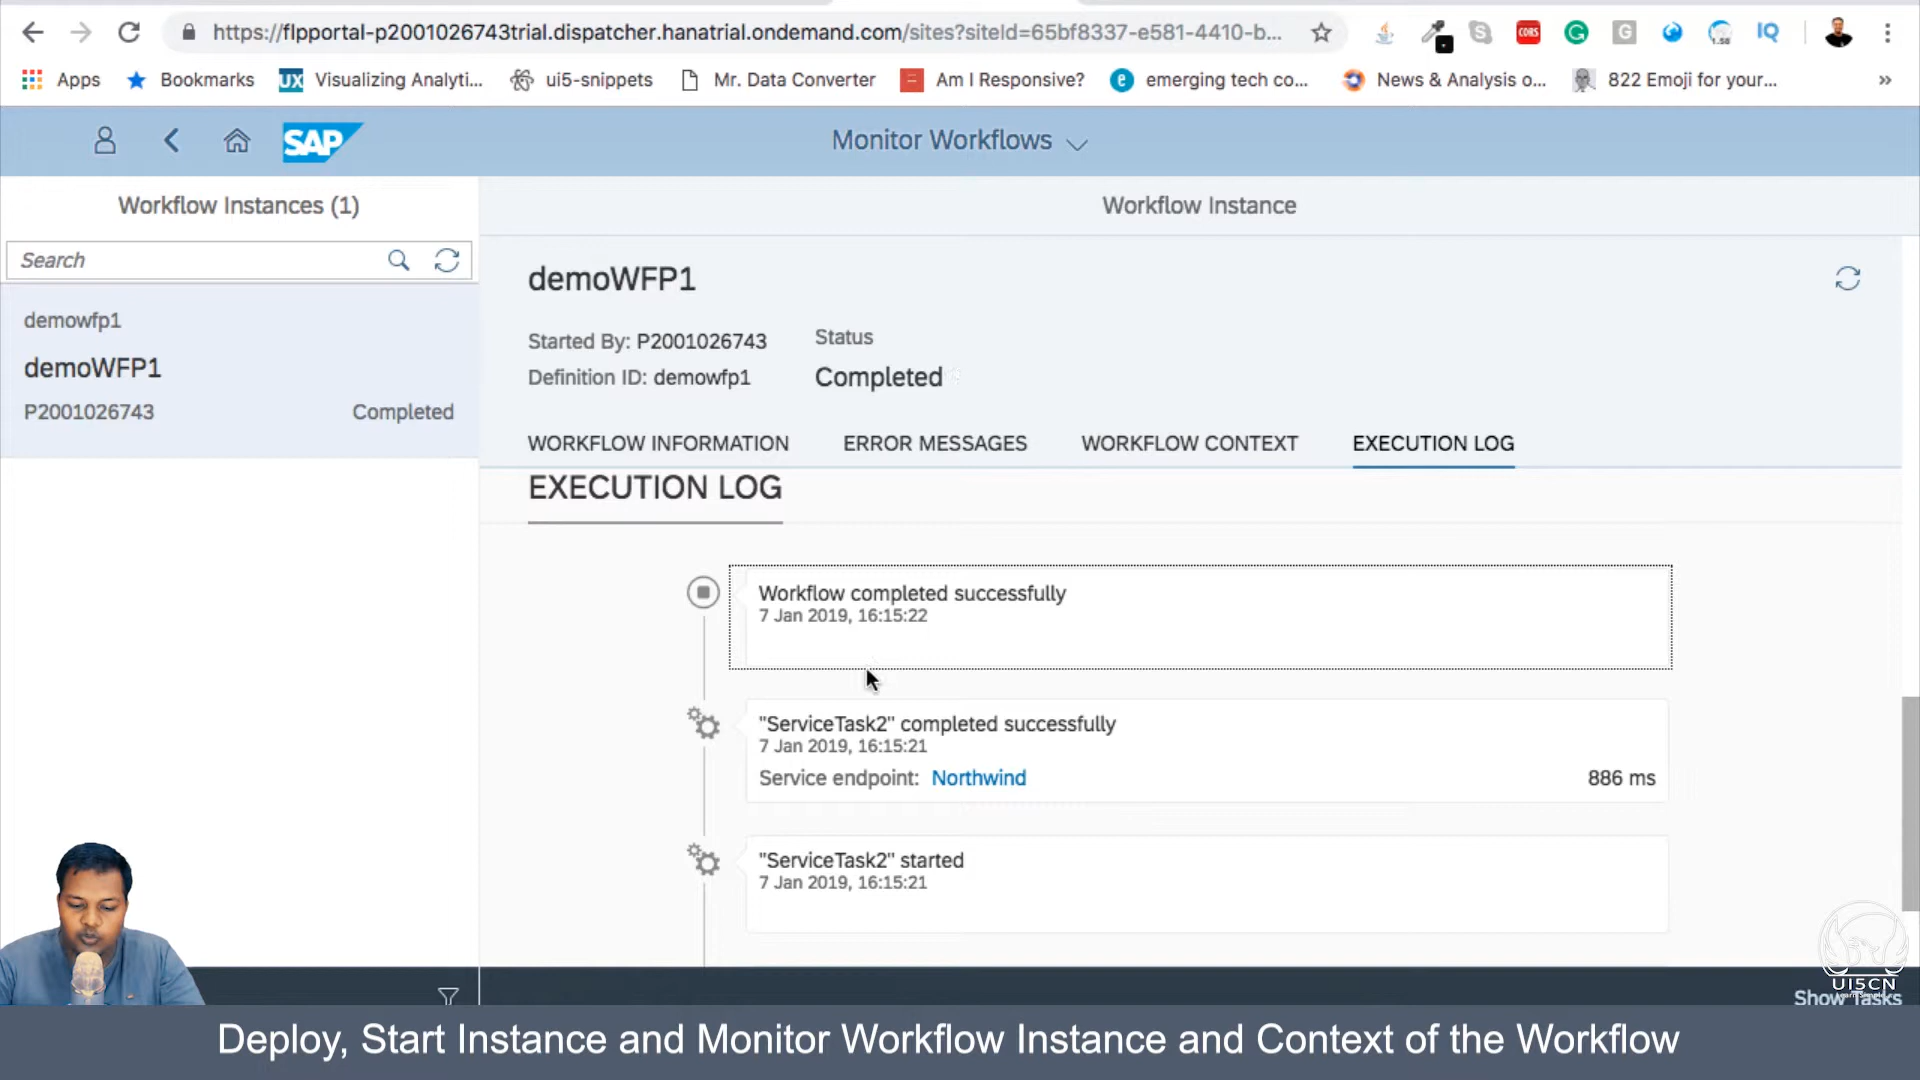 https://flpportal-p2001026743trial.dispatcher.hanatrial.ondemand.com/sites?siteId=65bf8337-e581-4410-b...
CORS
G
IQ
Apps
Bookmarks
UX Visualizing Analyti...
ui5-snippets
Mr. Data Converter
Am I Responsive?
e emerging tech co...
News & Analysis o...
822 Emoji for your...
»
SAP
Monitor Workflows
Workflow Instances (1)
Search
demowfp1
demoWFP1
P2001026743
Completed
Workflow Instance
demoWFP1
Started By: P2001026743
Definition ID: demowfp1
Status
Completed
WORKFLOW INFORMATION
ERROR MESSAGES
WORKFLOW CONTEXT
EXECUTION LOG
EXECUTION LOG
Workflow completed successfully
7 Jan 2019, 16:15:22
"ServiceTask2" completed successfully
7 Jan 2019, 16:15:21
Service endpoint: Northwind
886 ms
"ServiceTask2" started
7 Jan 2019, 16:15:21
UI5CN
Show Tasks
Deploy, Start Instance and Monitor Workflow Instance and Context of the Workflow